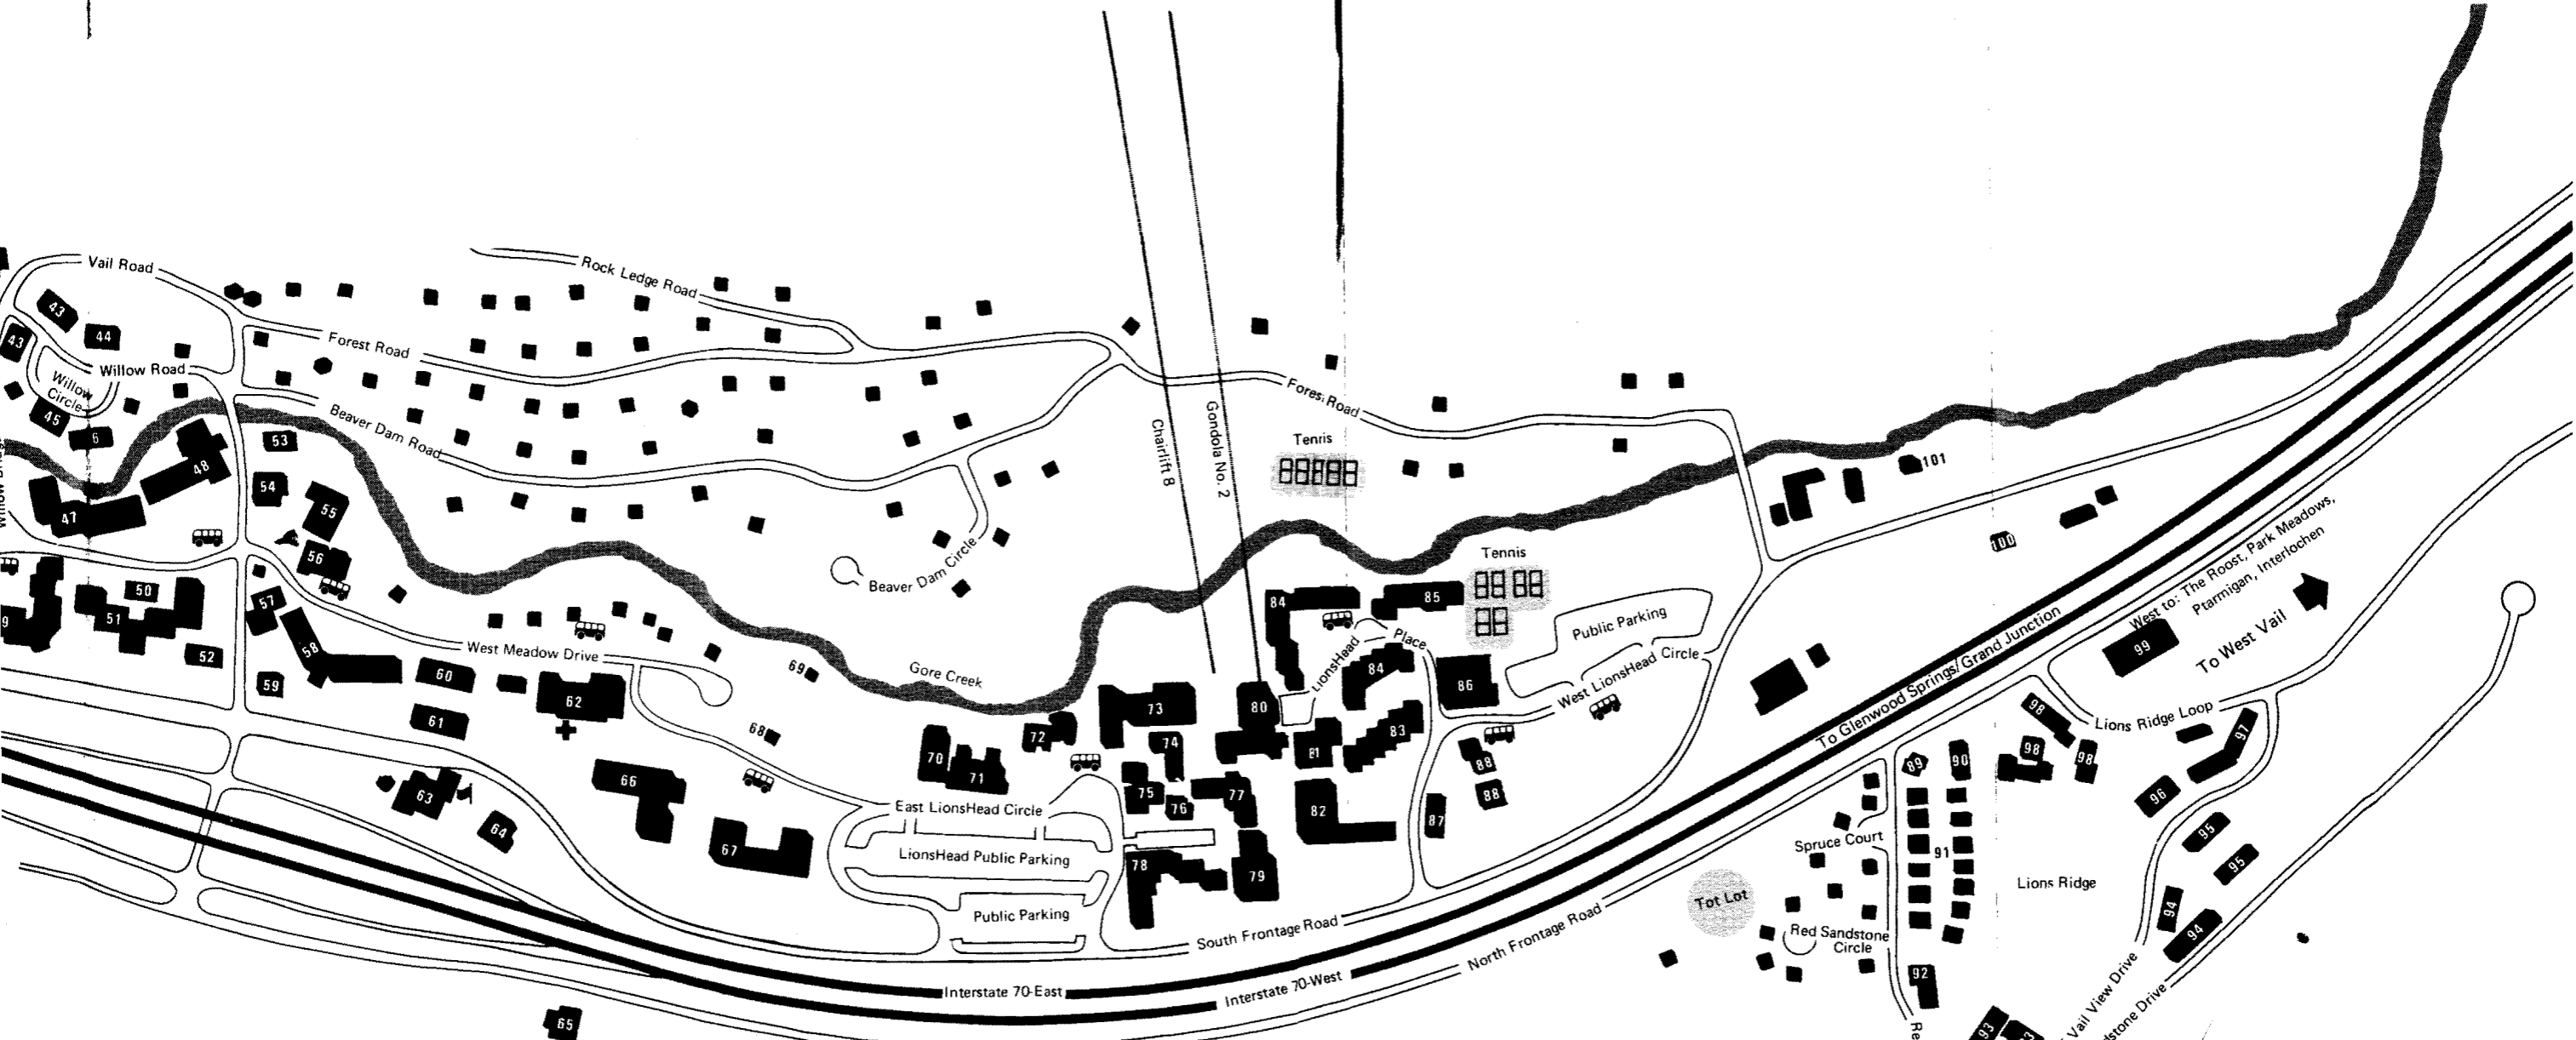 Vail Road
Rock Ledge Road
43
44
43
Forest Road
Willow Road
Willow
Circle
45
6
Beaver Dam Road
Forest Road
Chairlift 8
Gondola No. 2
Tennis
48
53
47
54
55
56
101
100
Tennis
Beaver Dam Circle
50
51
9
52
57
58
59
West Meadow Drive
60
61
62
69
68
Gore Creek
84
85
LionsHead
Place
84
86
Public Parking
West LionsHead Circle
To Glenwood Springs/Grand Junction
West to: The Roost, Park Meadows,
Ptarmigan, Interlochen
To West Vail
99
63
64
66
67
65
70
71
72
73
74
75
76
77
78
79
80
81
82
83
87
88
88
East LionsHead Circle
LionsHead Public Parking
Public Parking
South Frontage Road
Interstate 70-East
Interstate 70-West
North Frontage Road
Tot Lot
Spruce Court
Red Sandstone
Circle
89
90
91
92
93
98
98
98
Lions Ridge Loop
97
96
95
95
94
94
Lions Ridge
Vail View Drive
dstone Drive
Re